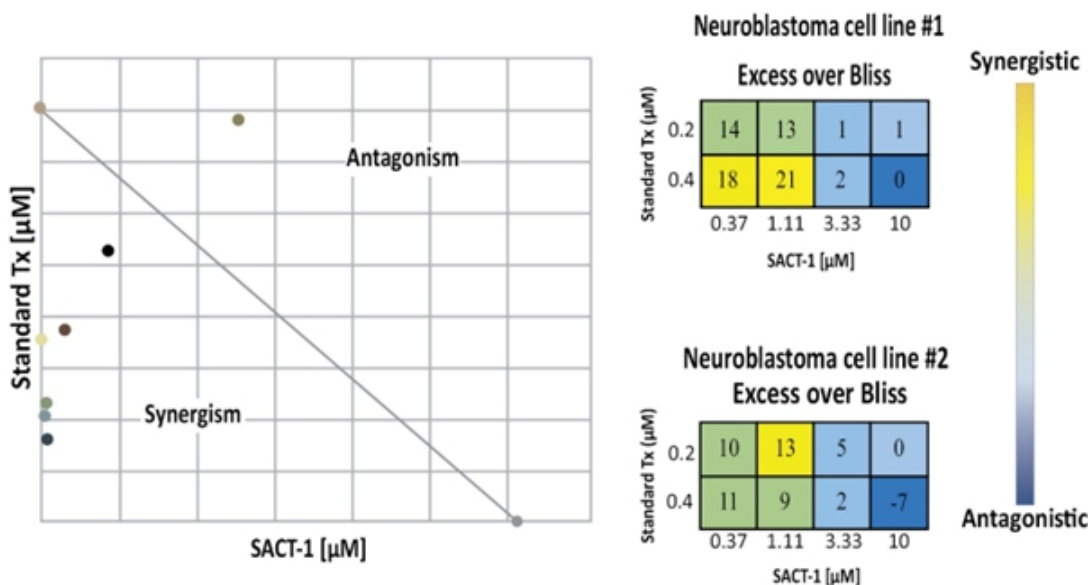 Standard Tx [µM]
Antagonism
Synergism
SACT-1 [µM]
Neuroblastoma cell line #1
Excess over Bliss
Standard Tx (µM)
0.2 14 13 1 1
0.4 18 21 2 0
0.37 1.11 3.33 10
SACT-1 [µM]
Neuroblastoma cell line #2
Excess over Bliss
Standard Tx (µM)
0.2 10 13 5 0
0.4 11 9 2 -7
0.37 1.11 3.33 10
SACT-1 [µM]
Synergistic
Antagonistic